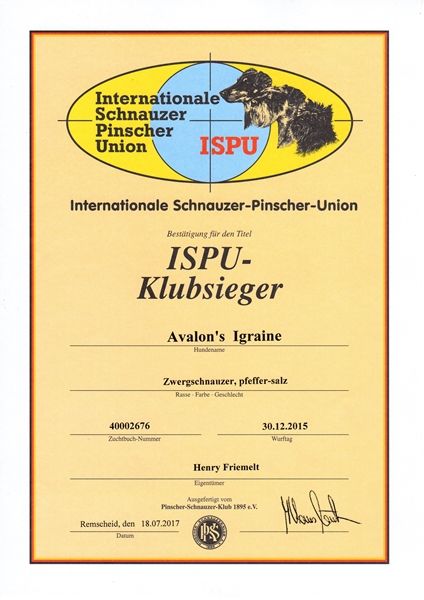 Internationale
Schnauzer
Pinscher
Union
ISPU
Internationale Schnauzer-Pinscher-Union
Bestätigung für den Titel
ISPU-
Klubsieger
Avalon's Igraine
Hundename
Zwergschnauzer, pfeffer-salz
Rasse · Farbe · Geschlecht
40002676 30.12.2015
Zuchtbuch-Nummer Wurftag
Henry Friemelt
Eigentümer
Ausgefertigt vom
Pinscher-Schnauzer-Klub 1895 e.V.
Remscheid, den 18.07.2017
Datum